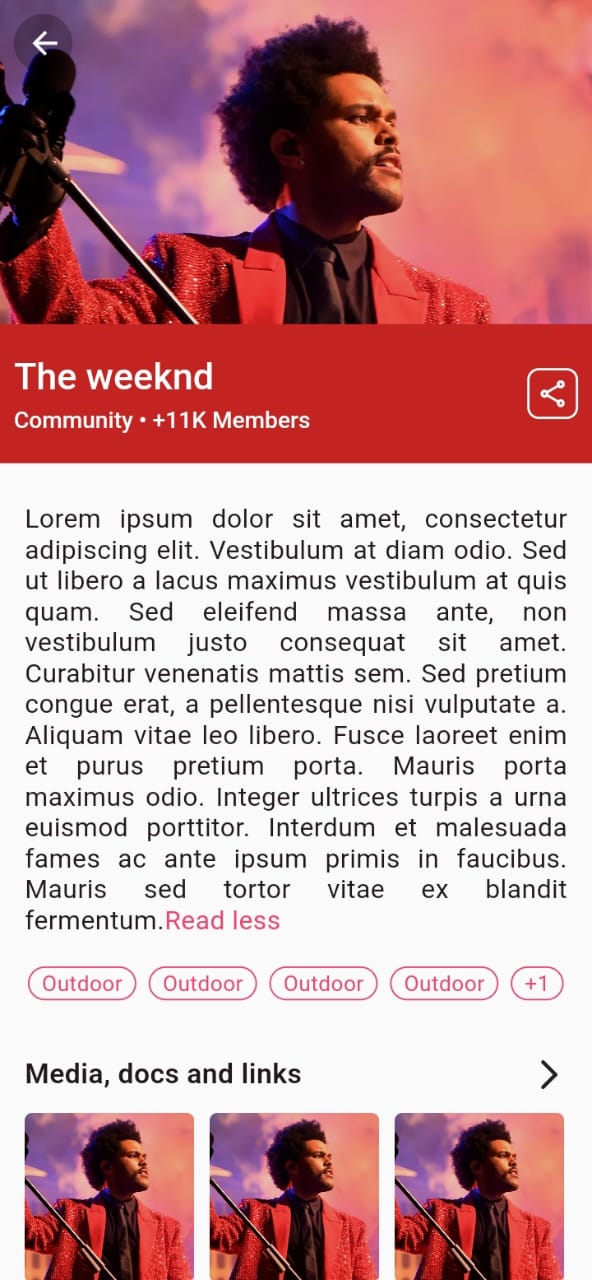 The weeknd
Community • +11K Members
Lorem ipsum dolor sit amet, consectetur
adipiscing elit. Vestibulum at diam odio. Sed
ut libero a lacus maximus vestibulum at quis
quam. Sed eleifend massa ante, non
vestibulum justo consequat sit amet.
Curabitur venenatis mattis sem. Sed pretium
congue erat, a pellentesque nisi vulputate a.
Aliquam vitae leo libero. Fusce laoreet enim
et purus pretium porta. Mauris porta
maximus odio. Integer ultrices turpis a urna
euismod porttitor. Interdum et malesuada
fames ac ante ipsum primis in faucibus.
Mauris sed tortor vitae ex blandit
fermentum.Read less
Outdoor Outdoor Outdoor Outdoor +1
Media, docs and links